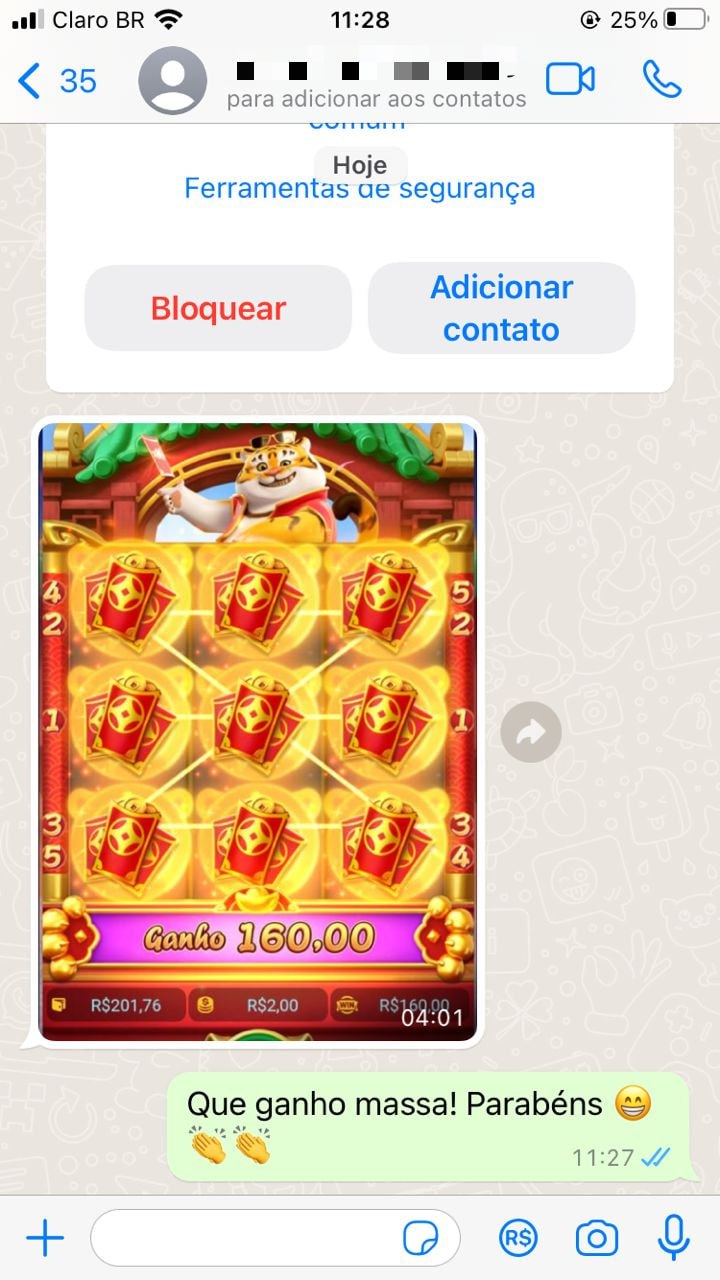 Claro BR
11:28
25%
35
para adicionar aos contatos
comum
Hoje
Ferramentas de segurança
Bloquear
Adicionar
contato
4
2
5
2
1
1
3
5
3
4
Ganho 160,00
R$201,76
R$2,00
WIN
R$160,00
04:01
Que ganho massa! Parabéns 😁
👏👏
11:27
R$